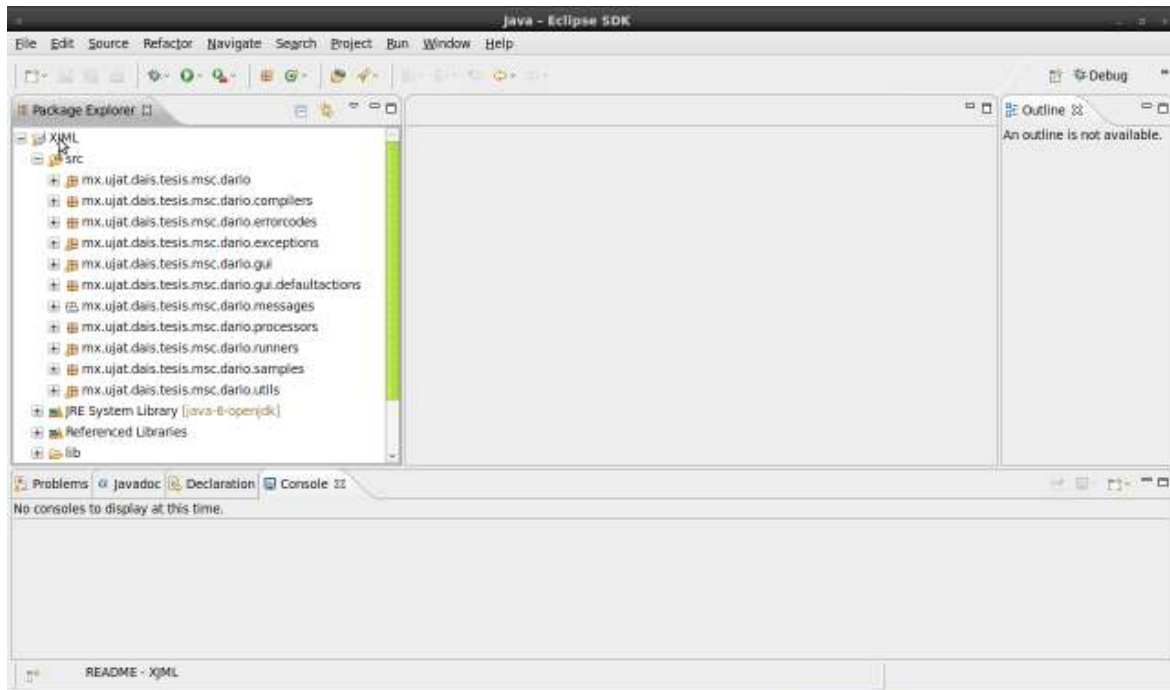 Java - Eclipse SDK
File Edit Source Refactor Navigate Search Project Run Window Help
Debug
Package Explorer
Outline
An outline is not available.
XJML
src
mx.ujat.dais.tesis.msc.dario
mx.ujat.dais.tesis.msc.dario.compilers
mx.ujat.dais.tesis.msc.dario.errorcodes
mx.ujat.dais.tesis.msc.dario.exceptions
mx.ujat.dais.tesis.msc.dario.gui
mx.ujat.dais.tesis.msc.dario.gui.defaultactions
mx.ujat.dais.tesis.msc.dario.messages
mx.ujat.dais.tesis.msc.dario.processors
mx.ujat.dais.tesis.msc.dario.runners
mx.ujat.dais.tesis.msc.dario.samples
mx.ujat.dais.tesis.msc.dario.utils
JRE System Library [java-6-openjdk]
Referenced Libraries
lib
Problems @ Javadoc Declaration Console
No consoles to display at this time.
README - XJML